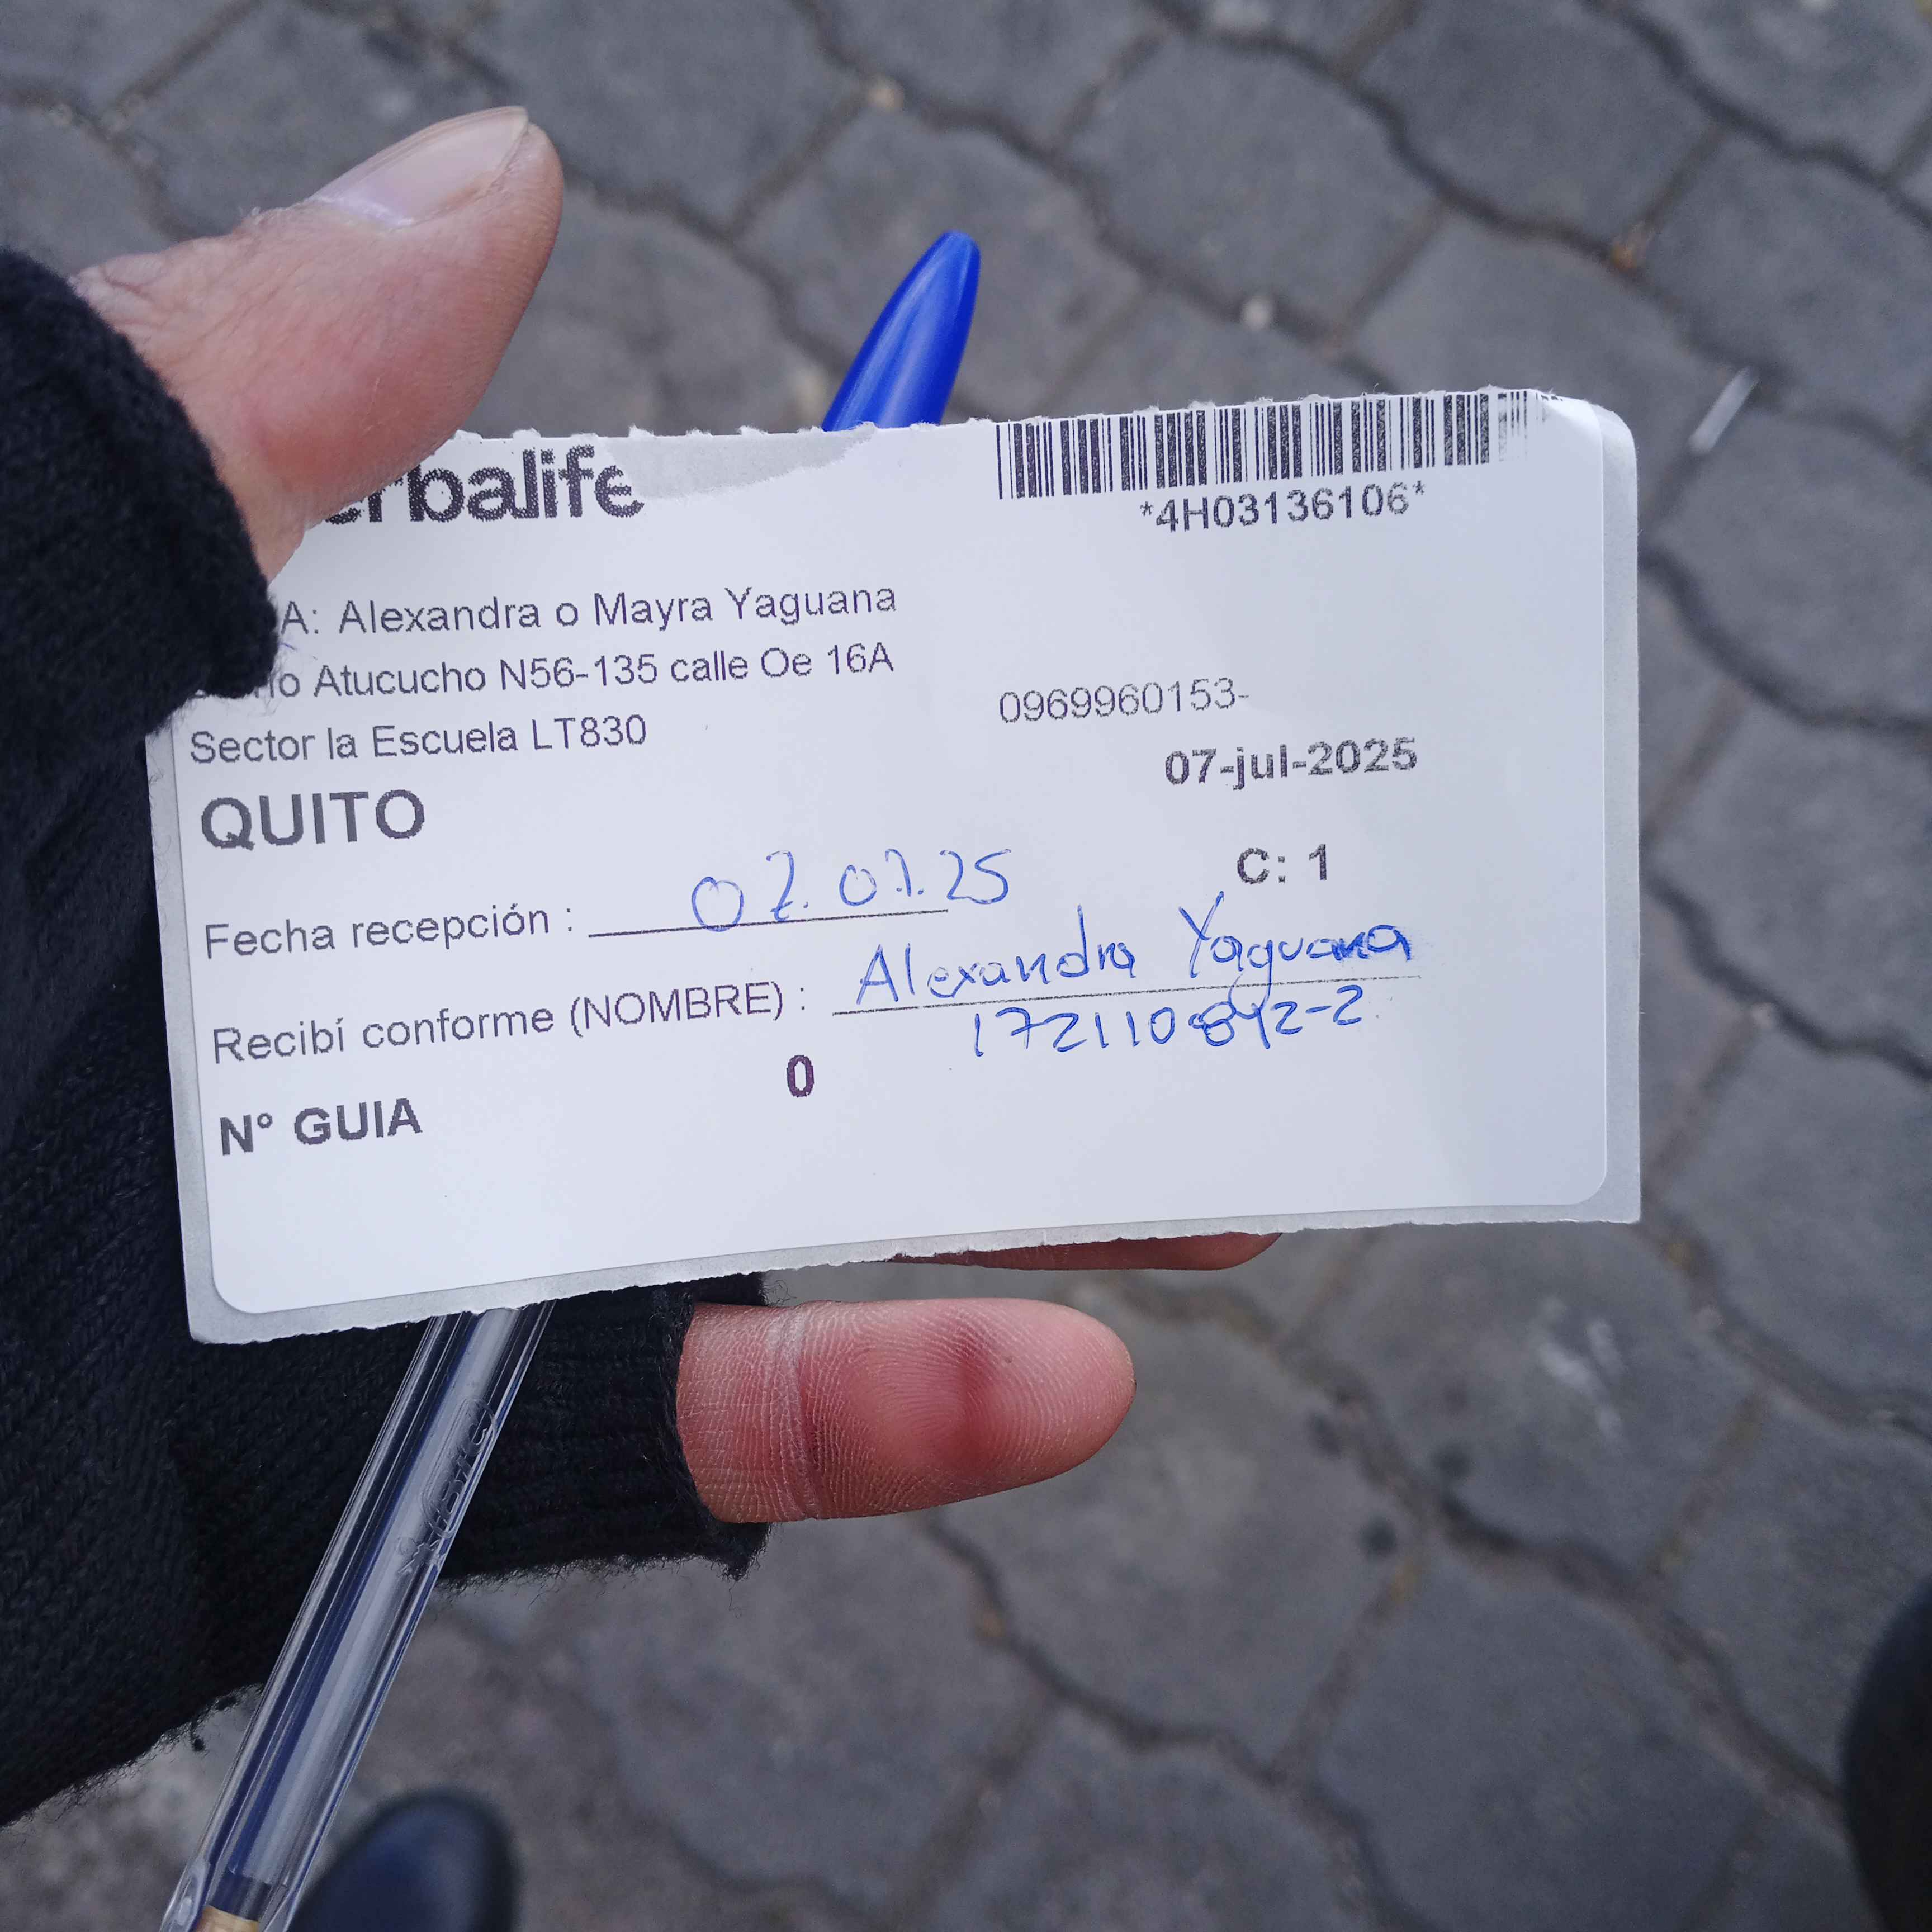 erbalife
*4H03136106*
A: Alexandra o Mayra Yaguana
Atucucho N56-135 calle Oe 16A
0969960153-
Sector la Escuela LT830
07-jul-2025
QUITO
C: 1
Fecha recepción : 07.07.25
Recibí conforme (NOMBRE) : Alexandra Yaguana
172110842-2
N° GUIA 0